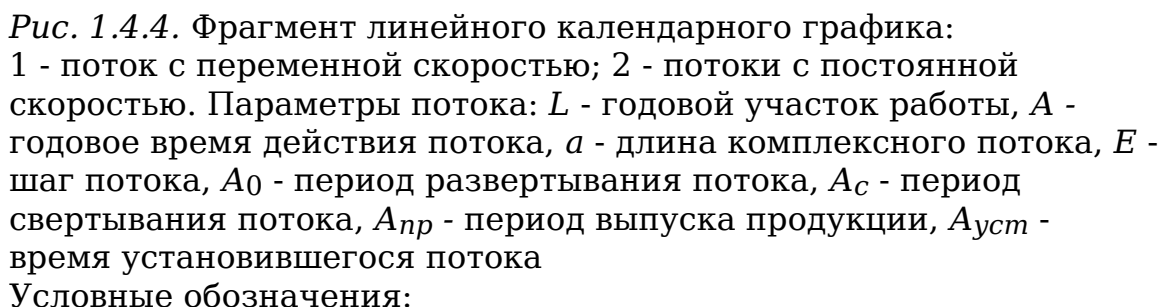 Рис. 1.4.4. Фрагмент линейного календарного графика:
1 - поток с переменной скоростью; 2 - потоки с постоянной
скоростью. Параметры потока: L - годовой участок работы, A -
годовое время действия потока, a - длина комплексного потока, E -
шаг потока, A0 - период развертывания потока, Ac - период
свертывания потока, Aпр - период выпуска продукции, Aуст -
время установившегося потока
Условные обозначения: